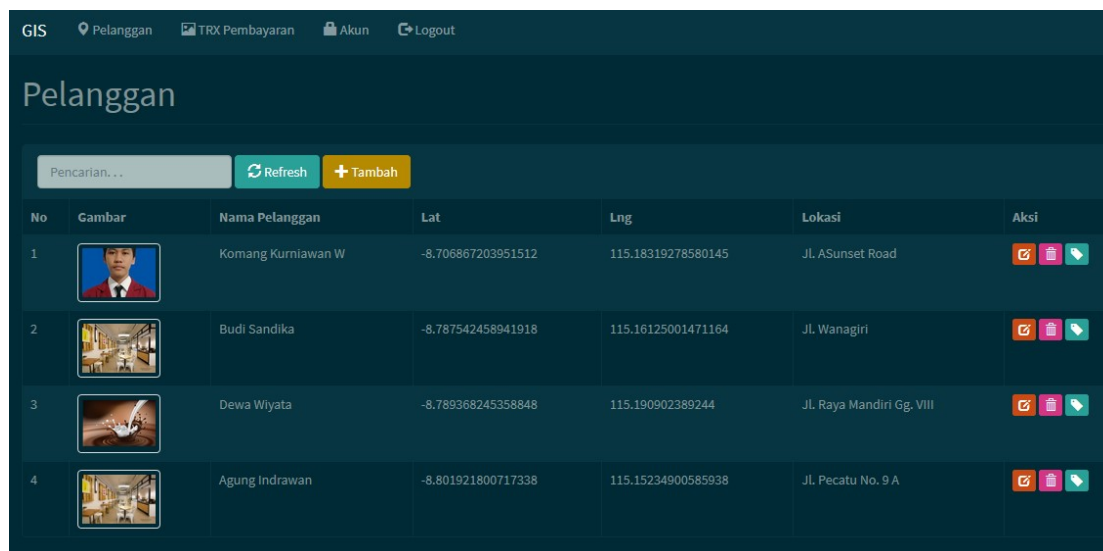 GIS Pelanggan TRX Pembayaran Akun Logout
Pelanggan
Pencarian... Refresh Tambah
No Gambar Nama Pelanggan Lat Lng Lokasi Aksi
1 Komang Kurniawan W -8.706867203951512 115.18319278580145 Jl. ASunset Road
2 Budi Sandika -8.787542458941918 115.16125001471164 Jl. Wanagiri
3 Dewa Wiyata -8.789368245358848 115.190902389244 Jl. Raya Mandiri Gg. VIII
4 Agung Indrawan -8.801921800717338 115.15234900585938 Jl. Pecatu No. 9 A